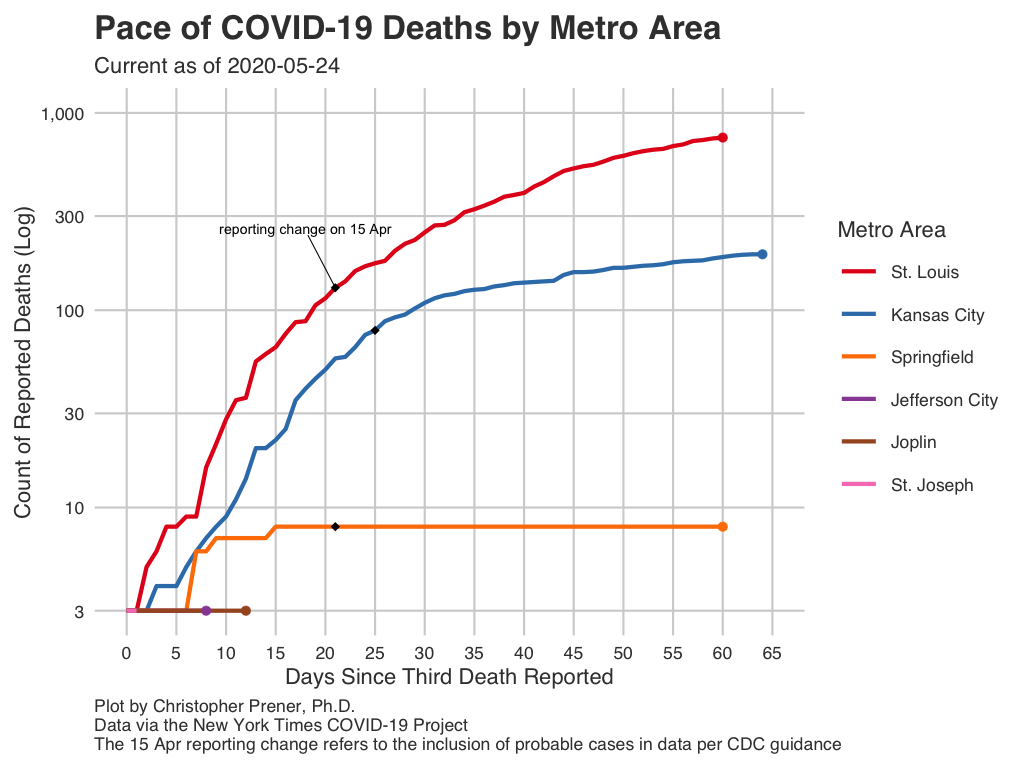 Pace of COVID-19 Deaths by Metro Area
Current as of 2020-05-24
Count of Reported Deaths (Log)
1,000
300
100
30
10
3
reporting change on 15 Apr
0 5 10 15 20 25 30 35 40 45 50 55 60 65
Days Since Third Death Reported
Metro Area
St. Louis
Kansas City
Springfield
Jefferson City
Joplin
St. Joseph
Plot by Christopher Prener, Ph.D.
Data via the New York Times COVID-19 Project
The 15 Apr reporting change refers to the inclusion of probable cases in data per CDC guidance